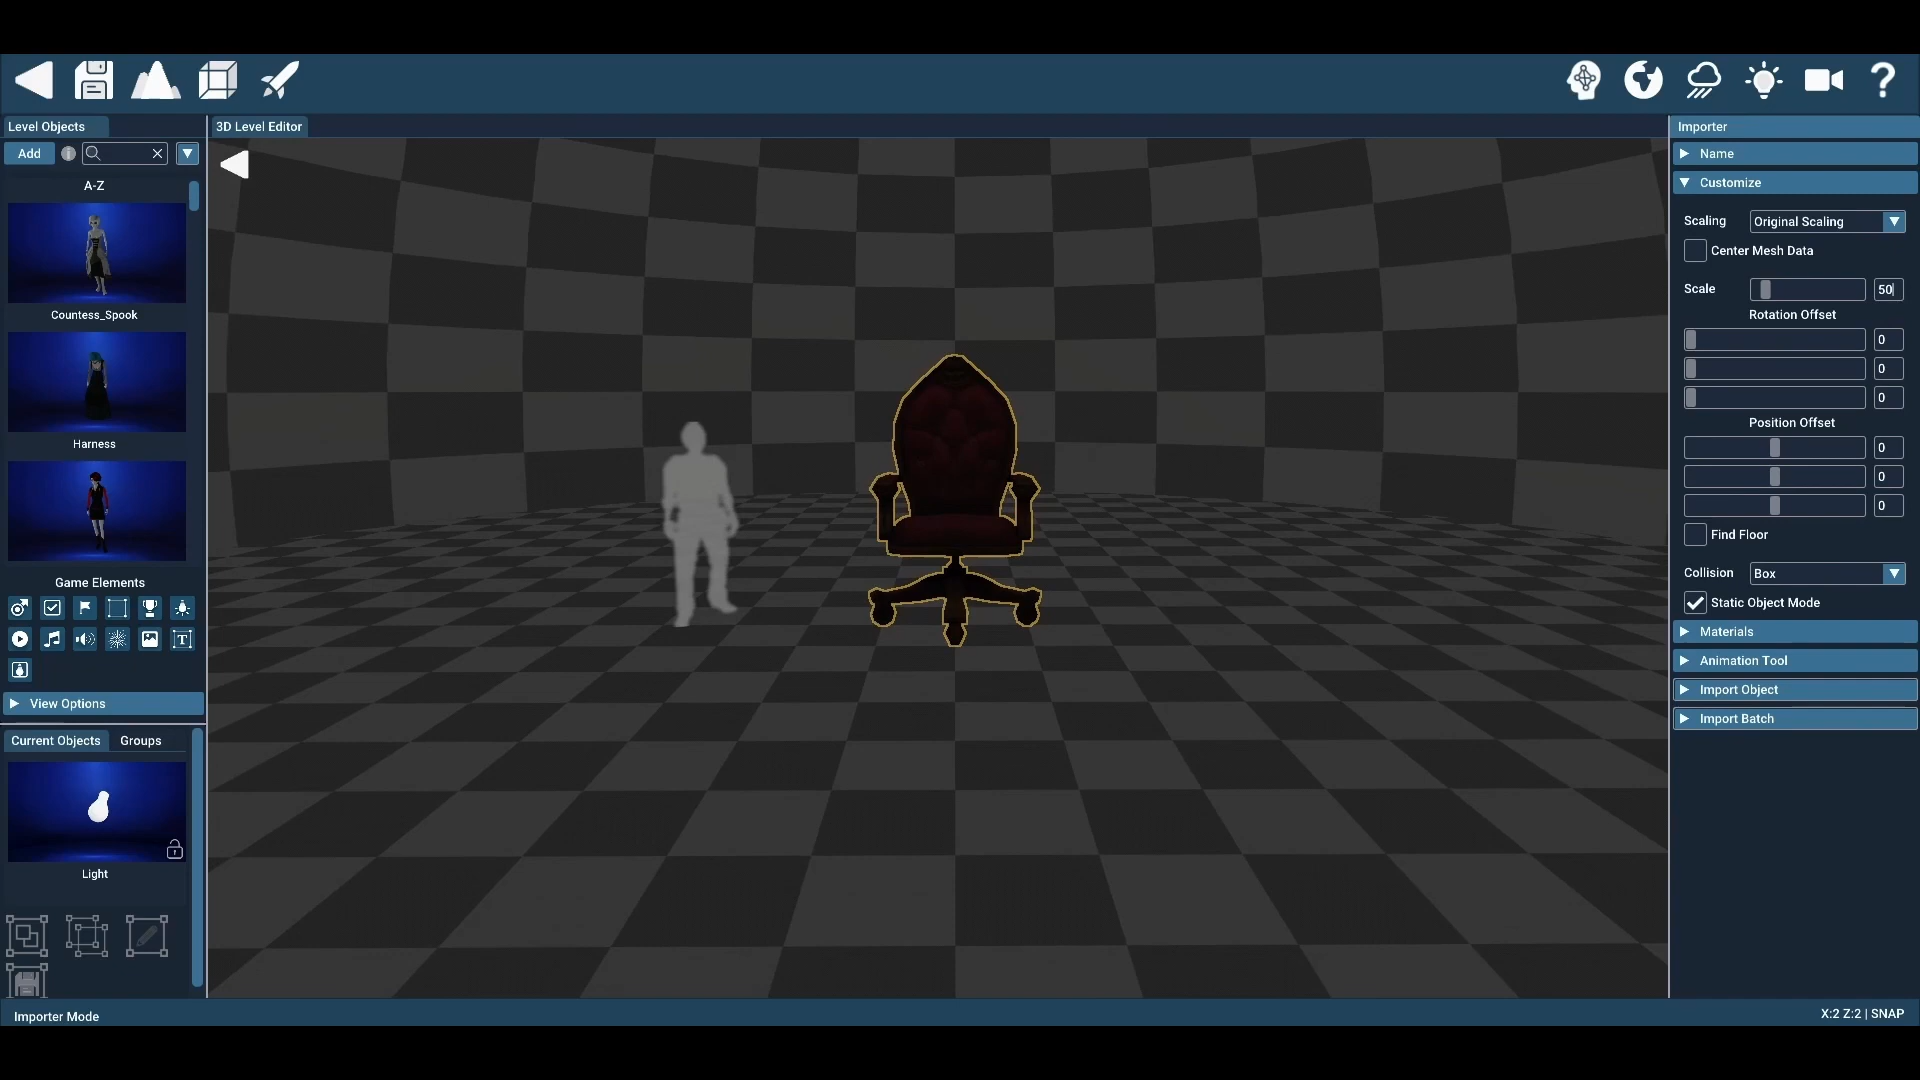 Level Objects
3D Level Editor
Importer
Add
A-Z
Countess_Spook
Harness
Game Elements
View Options
Current Objects
Groups
Light
Name
Customize
Scaling
Original Scaling
Center Mesh Data
Scale
50
Rotation Offset
0
0
0
Position Offset
0
0
0
Find Floor
Collision
Box
Static Object Mode
Materials
Animation Tool
Import Object
Import Batch
Importer Mode
X:2 Z:2 | SNAP